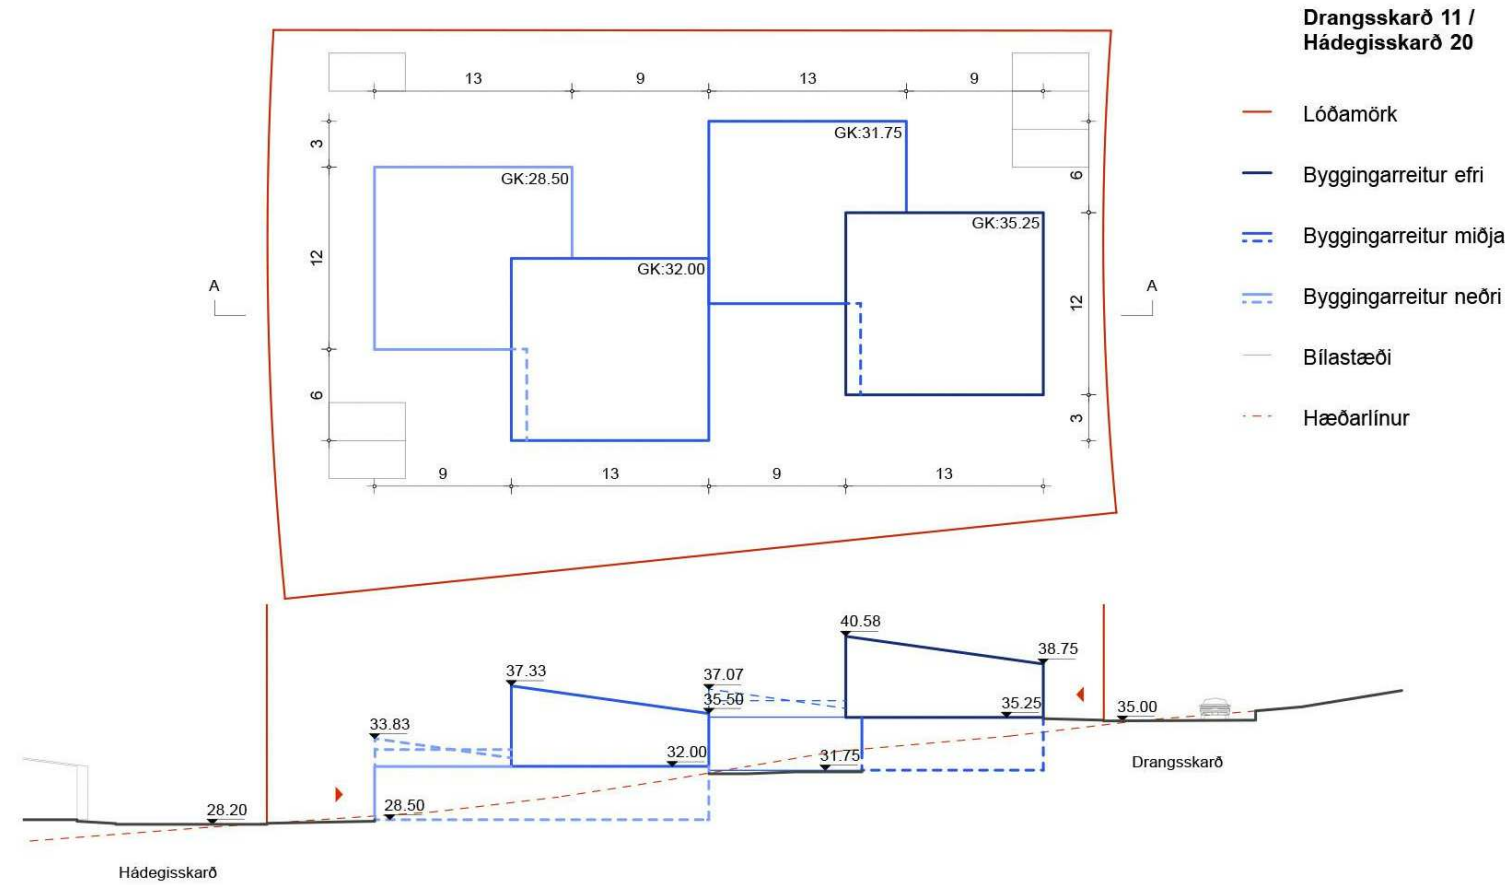 Drangsskarð 11 /
Hádegisskarð 20
13 9 13 9
3
GK:31.75
Lóðamörk
GK:28.50
6
Byggingarreitur efri
GK:35.25
12
Byggingarreitur miðja
GK:32.00
A
A
12
Byggingarreitur neðri
Bílastæði
6
3
Hæðarlínur
9 13 9 13
40.58
38.75
37.33
37.07
35.50
35.25
35.00
33.83
32.00
31.75
Drangsskarð
28.20
28.50
Hádegisskarð